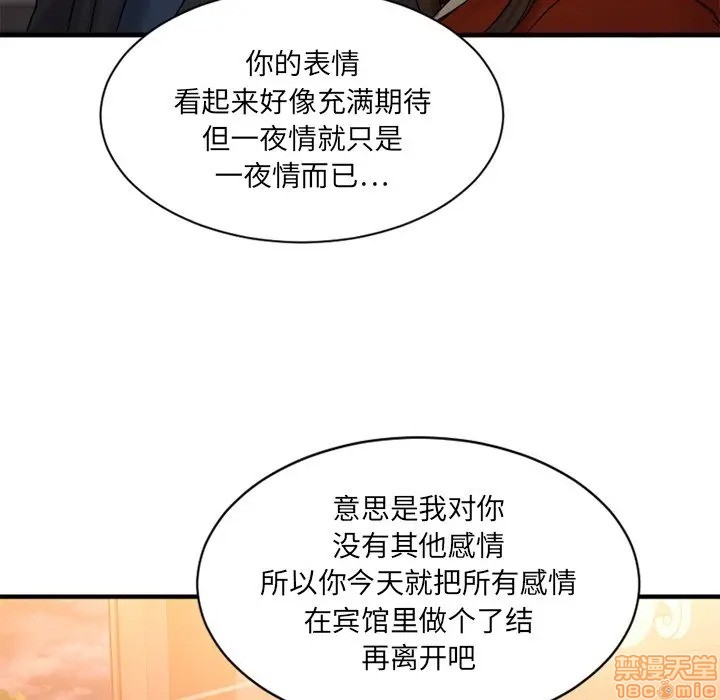 你的表情
看起来好像充满期待
但一夜情就只是
一夜情而已...
意思是我对你
没有其他感情
所以你今天就把所有感情
在宾馆里做个了结
再离开吧
禁漫天堂
18COMIC